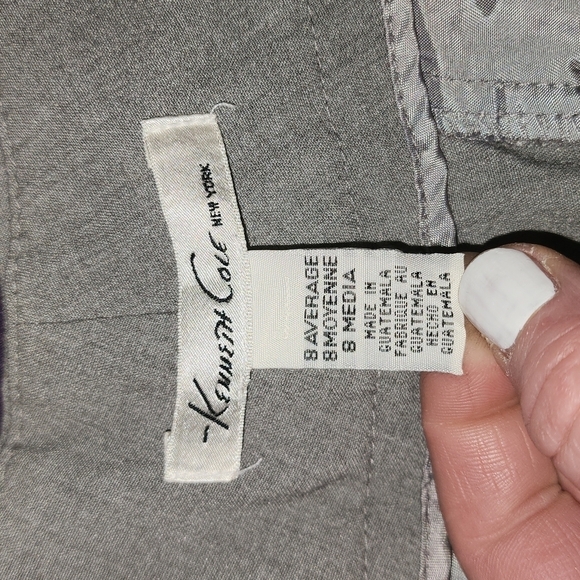 Kenneth Cole NEW YORK
8 AVERAGE
8 MOYENNE
8 MEDIA
MADE IN
GUATEMALA
FABRIQUE AU
GUATEMALA
HECHO EN
GUATEMALA